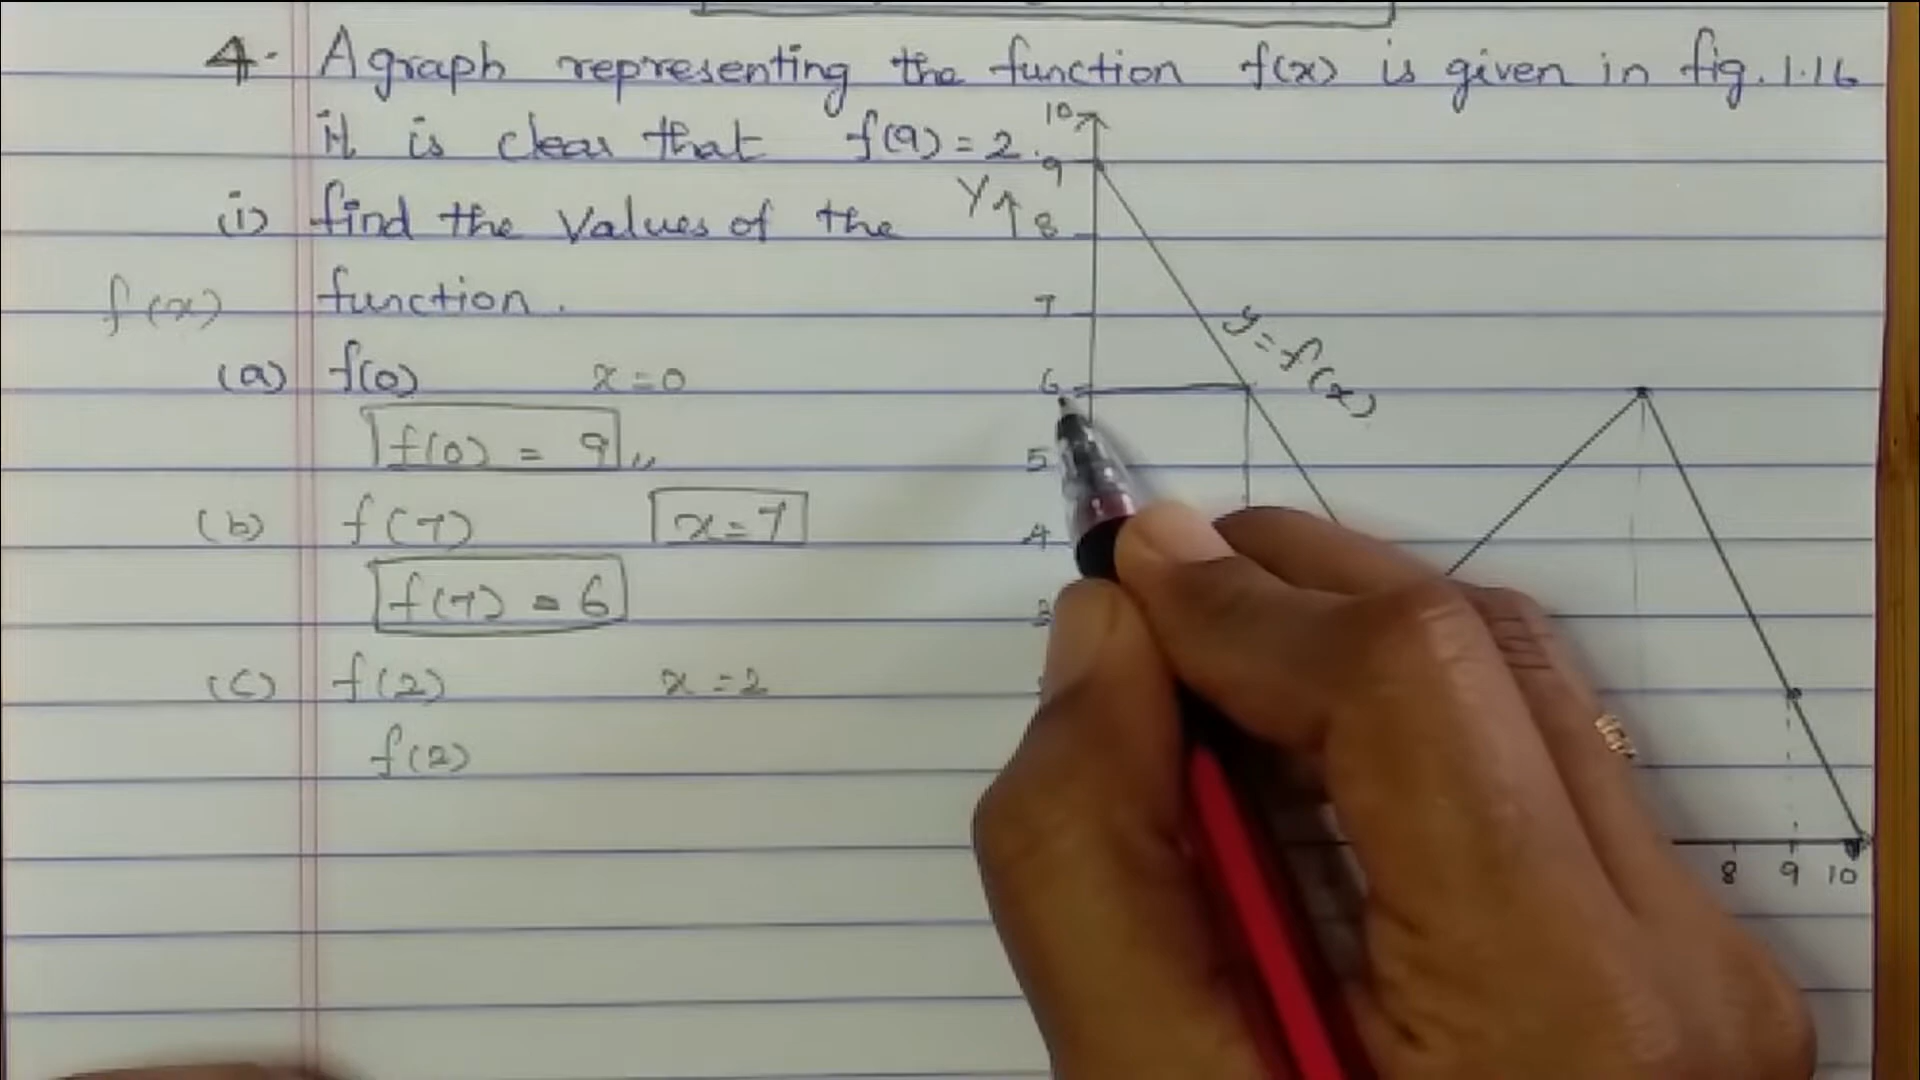 4. A graph representing the function f(x) is given in fig. 1.16
it is clear that f(9) = 2.
(i) find the values of the
function.
f(x)
(a) f(0) x=0
f(0) = 9
(b) f(7) x=7
f(7) = 6
(c) f(2) x=2
f(2)
10
9
Y↑ 8
7
6
5
4
3
y=f(x)
8 9 10